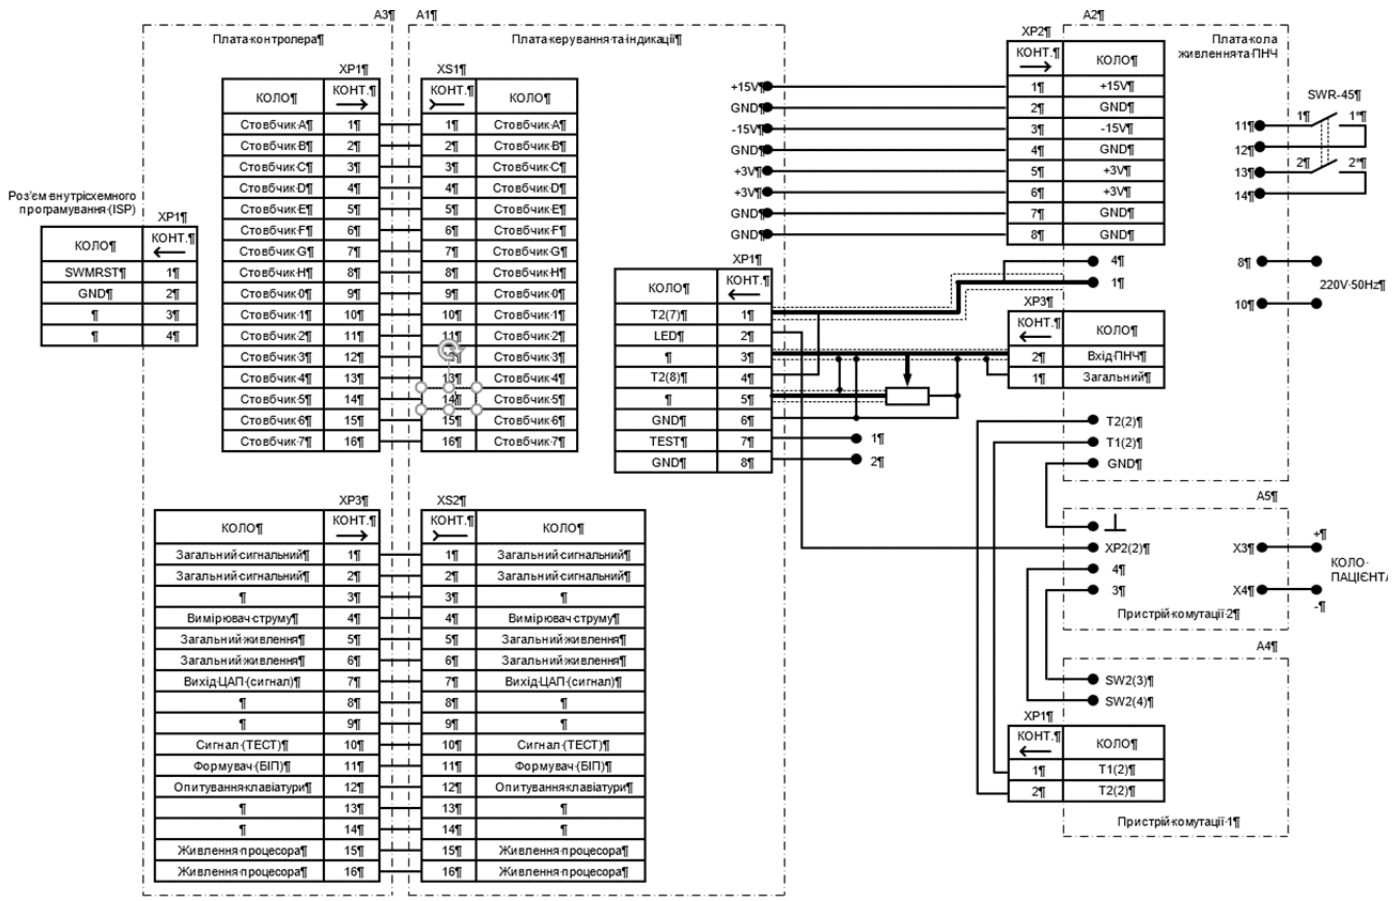 A3¶
A1¶
A2¶
Плата·контролера¶
Плата·керування·та·індикації¶
Плата·кола·
живлення·та·ПНЧ¶
XP1¶
КОЛО¶ КОНТ.¶
Стовбчик·A¶ 1¶
Стовбчик·B¶ 2¶
Стовбчик·C¶ 3¶
Стовбчик·D¶ 4¶
Стовбчик·E¶ 5¶
Стовбчик·F¶ 6¶
Стовбчик·G¶ 7¶
Стовбчик·H¶ 8¶
Стовбчик·0¶ 9¶
Стовбчик·1¶ 10¶
Стовбчик·2¶ 11¶
Стовбчик·3¶ 12¶
Стовбчик·4¶ 13¶
Стовбчик·5¶ 14¶
Стовбчик·6¶ 15¶
Стовбчик·7¶ 16¶
XS1¶
КОНТ.¶ КОЛО¶
1¶ Стовбчик·A¶
2¶ Стовбчик·B¶
3¶ Стовбчик·C¶
4¶ Стовбчик·D¶
5¶ Стовбчик·E¶
6¶ Стовбчик·F¶
7¶ Стовбчик·G¶
8¶ Стовбчик·H¶
9¶ Стовбчик·0¶
10¶ Стовбчик·1¶
11¶ Стовбчик·2¶
Стовбчик·3¶
13¶ Стовбчик·4¶
14¶ Стовбчик·5¶
15¶ Стовбчик·6¶
16¶ Стовбчик·7¶
Роз'єм·внутрісхемного
програмування·(ISP)
XP1¶
КОЛО¶ КОНТ.¶
SWMRST¶ 1¶
GND¶ 2¶
¶ 3¶
¶ 4¶
XP3¶
КОЛО¶ КОНТ.¶
Загальний·сигнальний¶ 1¶
Загальний·сигнальний¶ 2¶
¶ 3¶
Вимірювач·струму¶ 4¶
Загальний·живлення¶ 5¶
Загальний·живлення¶ 6¶
Вихід·ЦАП·(сигнал)¶ 7¶
¶ 8¶
¶ 9¶
Сигнал·(ТЕСТ)¶ 10¶
Формувач·(БІП)¶ 11¶
Опитування·клавіатури¶ 12¶
¶ 13¶
¶ 14¶
Живлення·процесора¶ 15¶
Живлення·процесора¶ 16¶
XS2¶
КОНТ.¶ КОЛО¶
1¶ Загальний·сигнальний¶
2¶ Загальний·сигнальний¶
3¶ ¶
4¶ Вимірювач·струму¶
5¶ Загальний·живлення¶
6¶ Загальний·живлення¶
7¶ Вихід·ЦАП·(сигнал)¶
8¶ ¶
9¶ ¶
10¶ Сигнал·(ТЕСТ)¶
11¶ Формувач·(БІП)¶
12¶ Опитування·клавіатури¶
13¶ ¶
14¶ ¶
15¶ Живлення·процесора¶
16¶ Живлення·процесора¶
+15V¶
GND¶
-15V¶
GND¶
+3V¶
+3V¶
GND¶
GND¶
XP1¶
КОЛО¶ КОНТ.¶
T2(7)¶ 1¶
LED¶ 2¶
¶ 3¶
T2(8)¶ 4¶
¶ 5¶
GND¶ 6¶
TEST¶ 7¶
GND¶ 8¶
1¶
2¶
XP2¶
КОНТ.¶ КОЛО¶
1¶ +15V¶
2¶ GND¶
3¶ -15V¶
4¶ GND¶
5¶ +3V¶
6¶ +3V¶
7¶ GND¶
8¶ GND¶
4¶
1¶
XP3¶
КОНТ.¶ КОЛО¶
2¶ Вхід·ПНЧ¶
1¶ Загальний¶
T2(2)¶
T1(2)¶
GND¶
SWR-45¶
11¶ 1¶ 1*¶
12¶
13¶ 2¶ 2*¶
14¶
8¶
220V·50Hz¶
10¶
A5¶
XP2(2)¶ X3¶ +¶
КОЛО·
ПАЦІЄНТА
4¶
3¶ X4¶ -¶
Пристрій·комутації·2¶
A4¶
SW2(3)¶
SW2(4)¶
XP1¶
КОНТ.¶ КОЛО¶
1¶ T1(2)¶
2¶ T2(2)¶
Пристрій·комутації·1¶